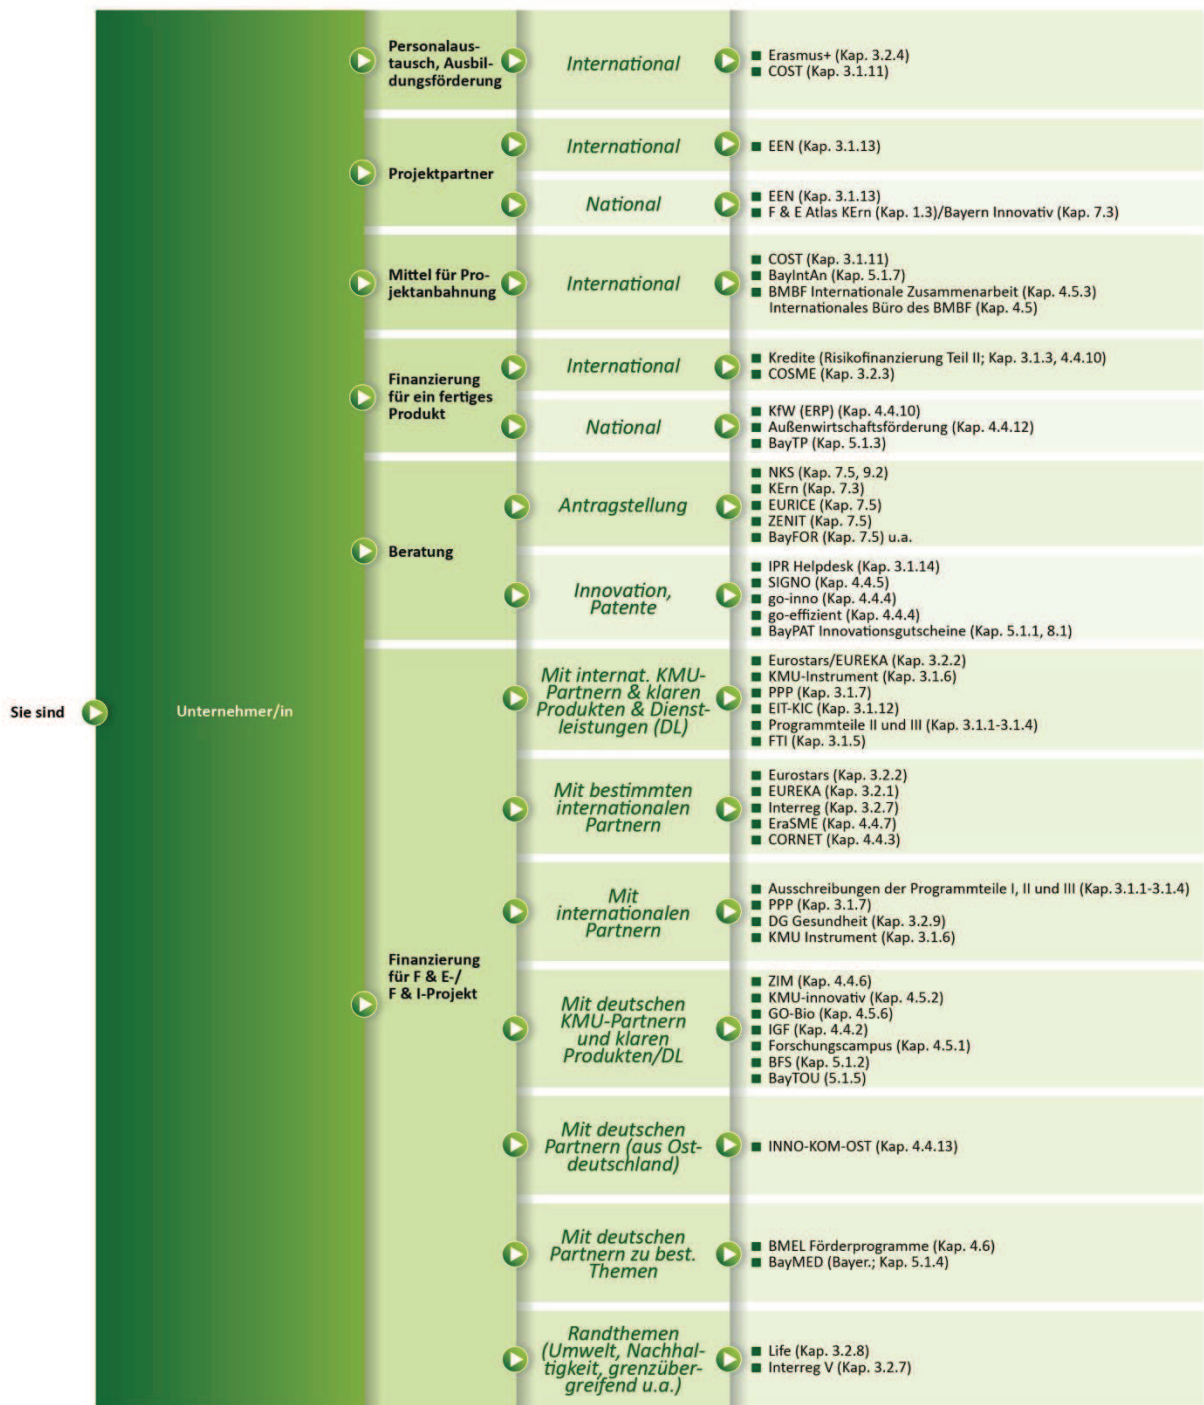 Sie sind
Unternehmer/in
Personalaus-
tausch, Ausbil-
dungsförderung
International
■ Erasmus+ (Kap. 3.2.4)
■ COST (Kap. 3.1.11)
Projektpartner
International
■ EEN (Kap. 3.1.13)
National
■ EEN (Kap. 3.1.13)
■ F & E Atlas KErn (Kap. 1.3)/Bayern Innovativ (Kap. 7.3)
Mittel für Pro-
jektanbahnung
International
■ COST (Kap. 3.1.11)
■ BayIntAn (Kap. 5.1.7)
■ BMBF Internationale Zusammenarbeit (Kap. 4.5.3)
Internationales Büro des BMBF (Kap. 4.5)
Finanzierung
für ein fertiges
Produkt
International
■ Kredite (Risikofinanzierung Teil II; Kap. 3.1.3, 4.4.10)
■ COSME (Kap. 3.2.3)
National
■ KfW (ERP) (Kap. 4.4.10)
■ Außenwirtschaftsförderung (Kap. 4.4.12)
■ BayTP (Kap. 5.1.3)
Beratung
Antragstellung
■ NKS (Kap. 7.5, 9.2)
■ KErn (Kap. 7.3)
■ EURICE (Kap. 7.5)
■ ZENIT (Kap. 7.5)
■ BayFOR (Kap. 7.5) u.a.
Innovation,
Patente
■ IPR Helpdesk (Kap. 3.1.14)
■ SIGNO (Kap. 4.4.5)
■ go-inno (Kap. 4.4.4)
■ go-effizient (Kap. 4.4.4)
■ BayPAT Innovationsgutscheine (Kap. 5.1.1, 8.1)
Finanzierung
für F & E-/
F & I-Projekt
Mit internat. KMU-
Partnern & klaren
Produkten & Dienst-
leistungen (DL)
■ Eurostars/EUREKA (Kap. 3.2.2)
■ KMU-Instrument (Kap. 3.1.6)
■ PPP (Kap. 3.1.7)
■ EIT-KIC (Kap. 3.1.12)
■ Programmteile II und III (Kap. 3.1.1-3.1.4)
■ FTI (Kap. 3.1.5)
Mit bestimmten
internationalen
Partnern
■ Eurostars (Kap. 3.2.2)
■ EUREKA (Kap. 3.2.1)
■ Interreg (Kap. 3.2.7)
■ EraSME (Kap. 4.4.7)
■ CORNET (Kap. 4.4.3)
Mit
internationalen
Partnern
■ Ausschreibungen der Programmteile I, II und III (Kap. 3.1.1-3.1.4)
■ PPP (Kap. 3.1.7)
■ DG Gesundheit (Kap. 3.2.9)
■ KMU Instrument (Kap. 3.1.6)
Mit deutschen
KMU-Partnern
und klaren
Produkten/DL
■ ZIM (Kap. 4.4.6)
■ KMU-innovativ (Kap. 4.5.2)
■ GO-Bio (Kap. 4.5.6)
■ IGF (Kap. 4.4.2)
■ Forschungscampus (Kap. 4.5.1)
■ BFS (Kap. 5.1.2)
■ BayTOU (5.1.5)
Mit deutschen
Partnern (aus Ost-
deutschland)
■ INNO-KOM-OST (Kap. 4.4.13)
Mit deutschen
Partnern zu best.
Themen
■ BMEL Förderprogramme (Kap. 4.6)
■ BayMED (Bayer.; Kap. 5.1.4)
Randthemen
(Umwelt, Nachhal-
tigkeit, grenzüber-
greifend u.a.)
■ Life (Kap. 3.2.8)
■ Interreg V (Kap. 3.2.7)